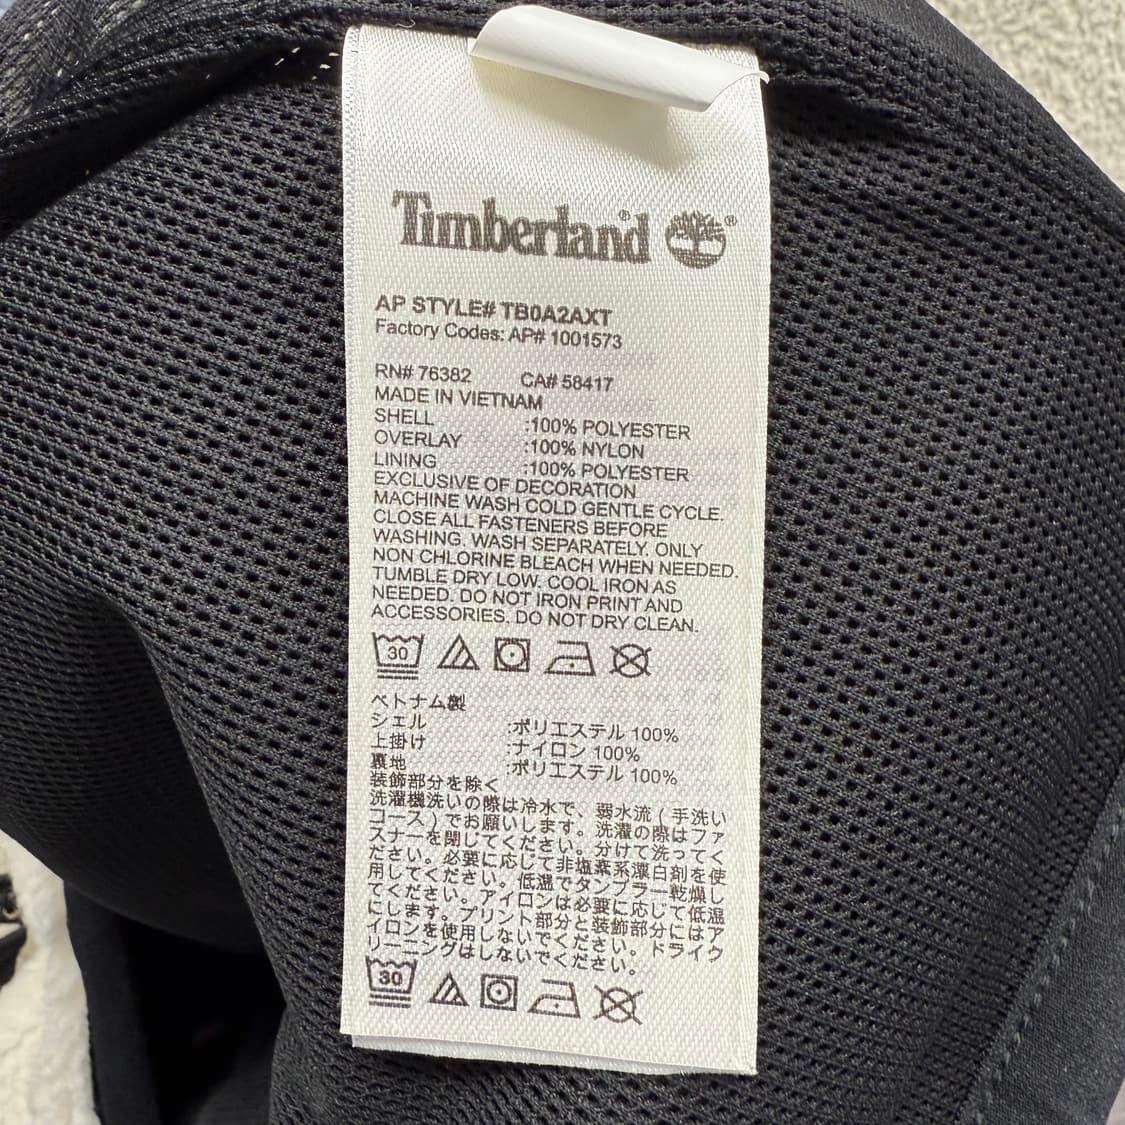 Timberland® ®
AP STYLE# TB0A2AXT
Factory Codes: AP# 1001573
RN# 76382 CA# 58417
MADE IN VIETNAM
SHELL :100% POLYESTER
OVERLAY :100% NYLON
LINING :100% POLYESTER
EXCLUSIVE OF DECORATION
MACHINE WASH COLD GENTLE CYCLE.
CLOSE ALL FASTENERS BEFORE
WASHING. WASH SEPARATELY. ONLY
NON CHLORINE BLEACH WHEN NEEDED.
TUMBLE DRY LOW. COOL IRON AS
NEEDED. DO NOT IRON PRINT AND
ACCESSORIES. DO NOT DRY CLEAN.
30
ベトナム製
シェル :ポリエステル 100%
上掛け :ナイロン 100%
裏地 :ポリエステル 100%
装飾部分を除く
洗濯機洗いの際は冷水で、弱水流(手洗い
コース)でお願いします。洗濯の際はファ
スナーを閉じてください。分けて洗ってく
ださい。必要に応じて非塩素系漂白剤を使
用してください。低温でタンブラー乾燥し
てください。アイロンは必要に応じて低温
にします。プリント部分と装飾部分にはア
イロンを使用しないでください。ドライク
リーニングはしないでください。
30